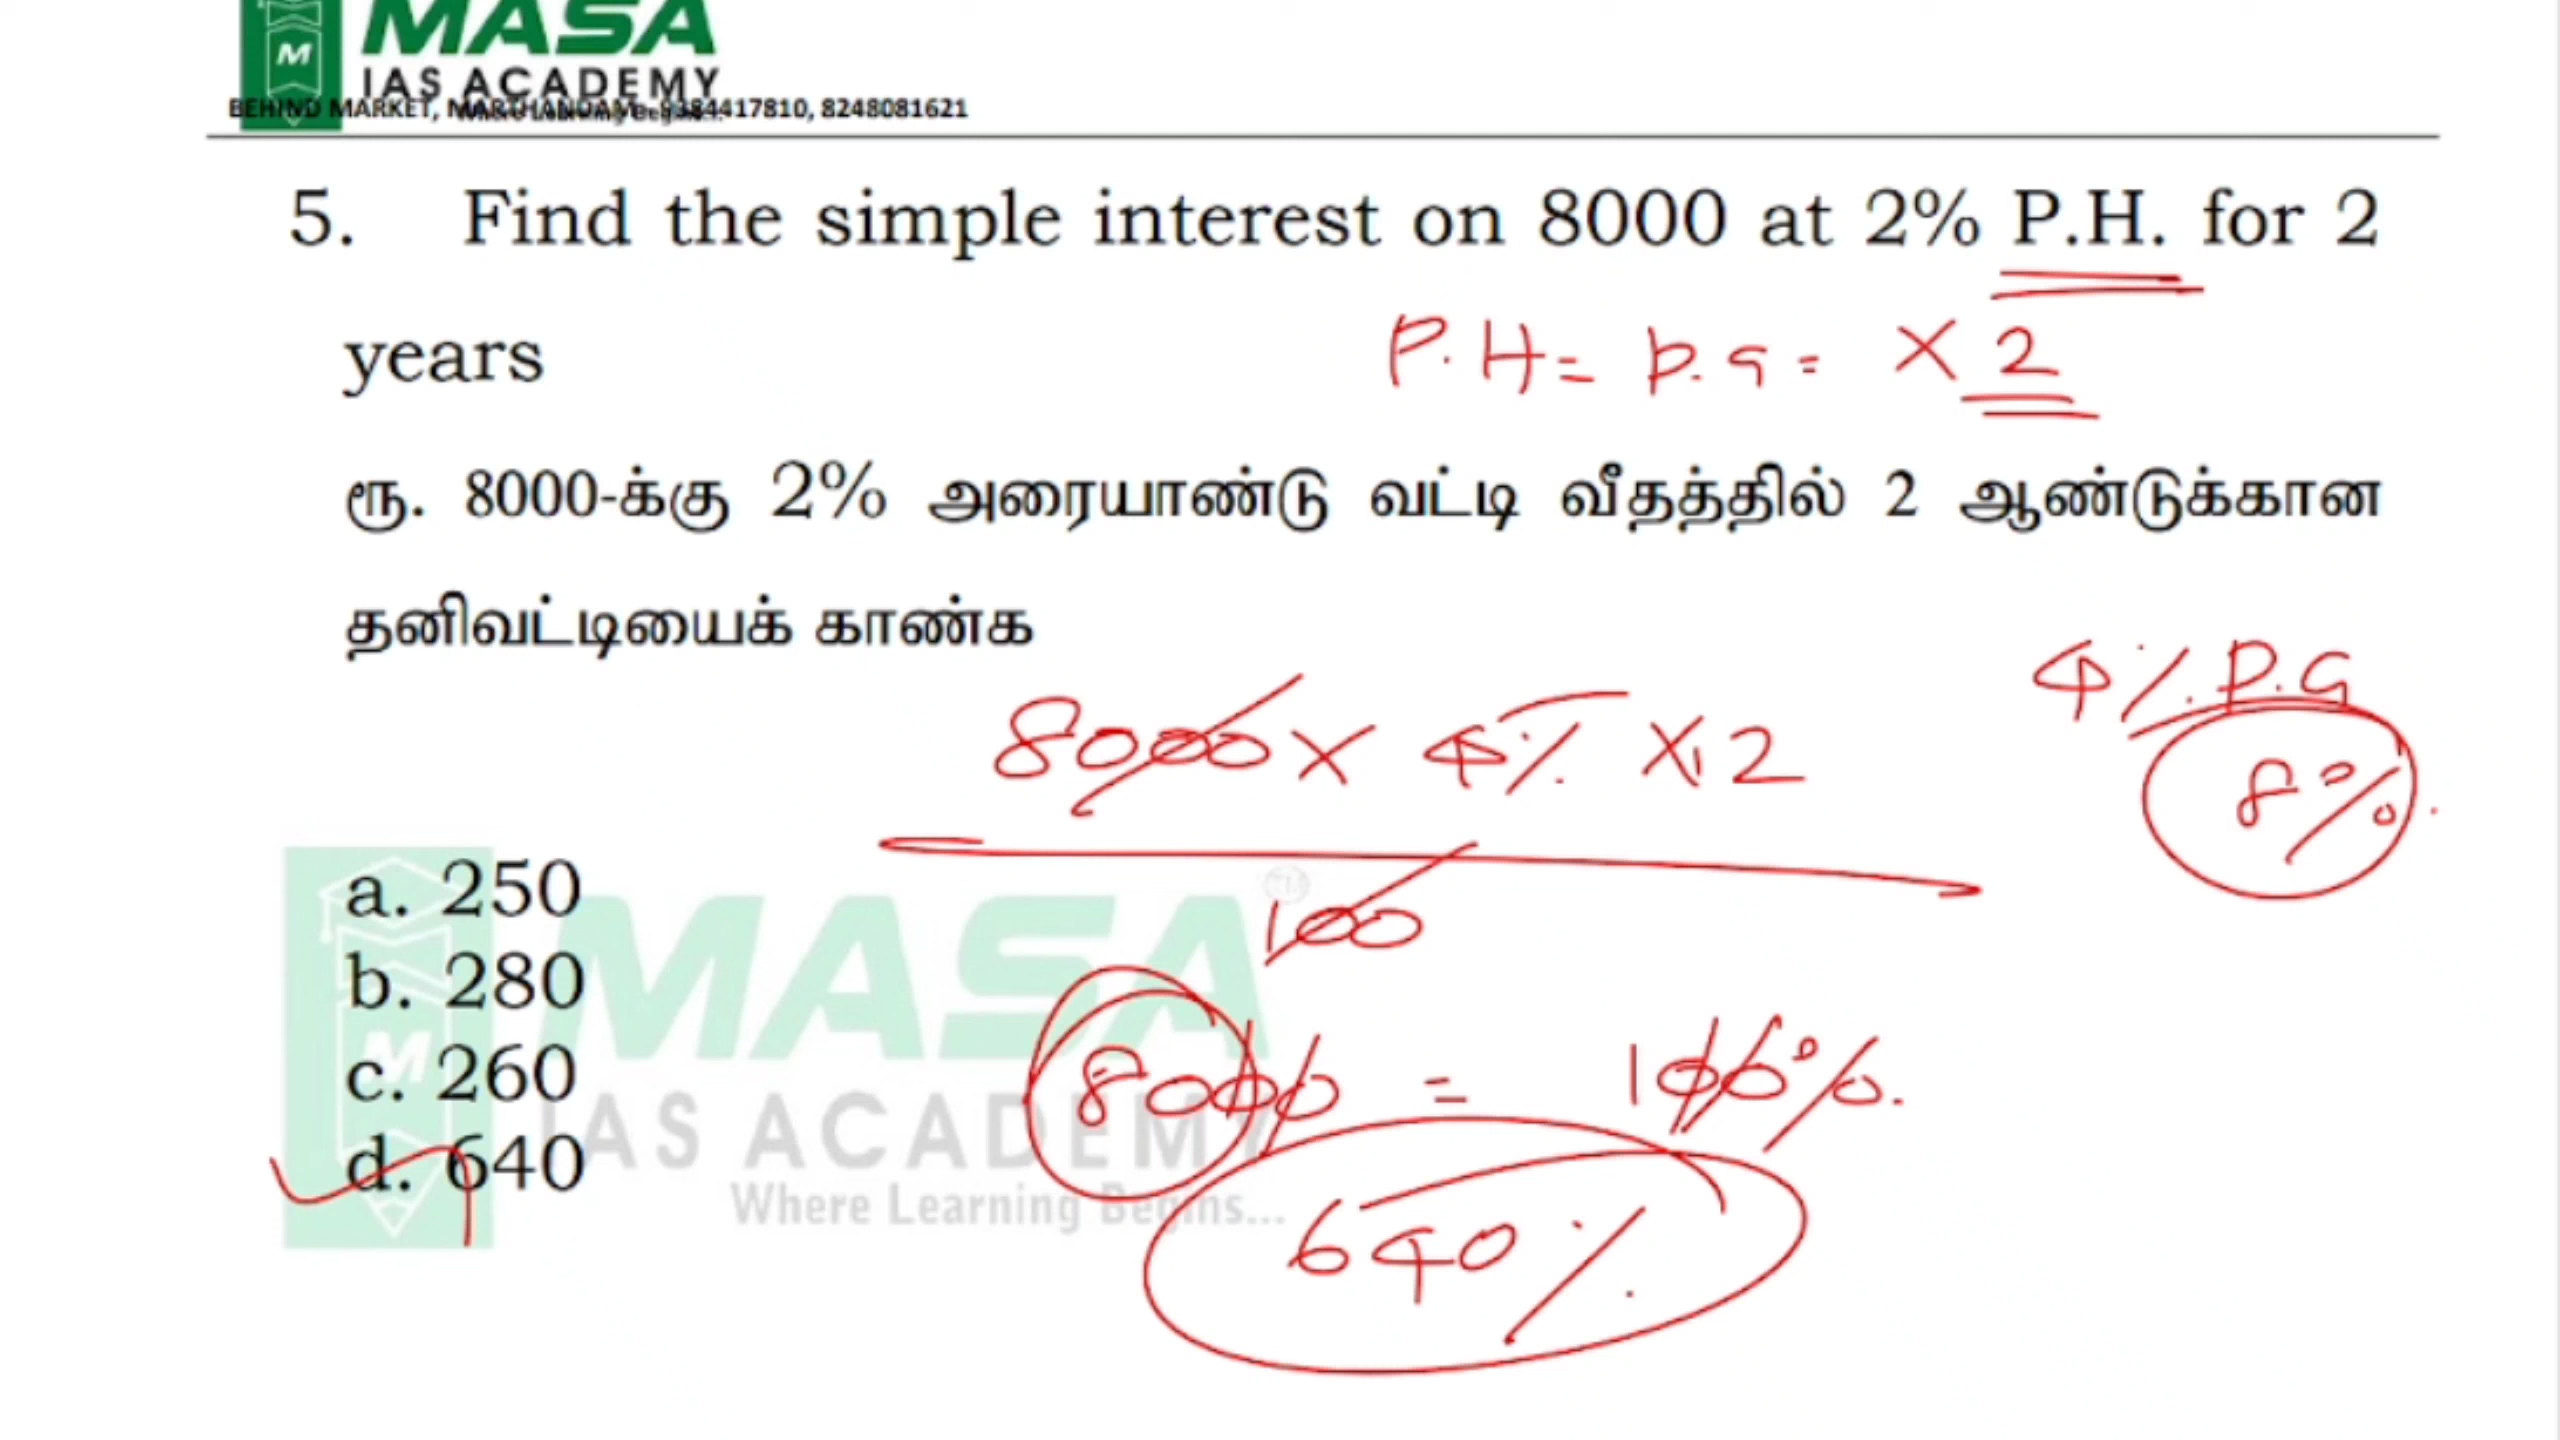 MASA
IAS ACADEMY
BEHIND MARKET, MARTHANDAM- 9384417810, 8248081621
5. Find the simple interest on 8000 at 2% P.H. for 2
years
P.H = P.a = × 2
ரூ. 8000-க்கு 2% அரையாண்டு வட்டி வீதத்தில் 2 ஆண்டுக்கான
தனிவட்டியைக் காண்க
4% P.a
8000 × 4% × 2
8%
100
a. 250
b. 280
c. 260
d. 640
8000 = 100%
640%
MASA
IAS ACADEMY
Where Learning Begins...